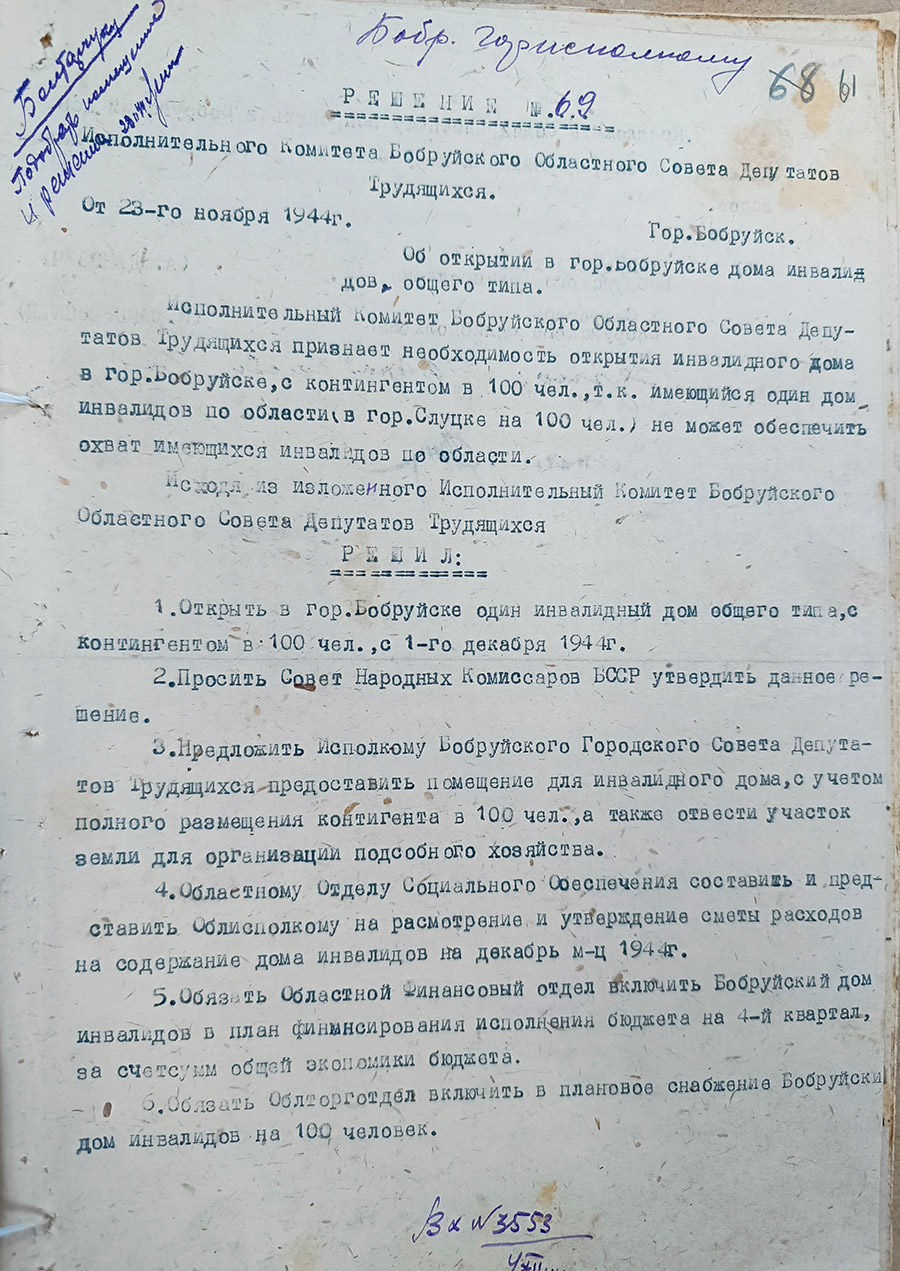 Бобр. Горисполкому
68 61
Подобрать помещение
РЕШЕНИЕ №.69
Исполнительного Комитета Бобруйского Областного Совета Депутатов
Трудящихся.
От 23-го ноября 1944г.
Гор.Бобруйск.
Об открытии в гор.Бобруйске дома инвалид
дов, общего типа.
Исполнительный Комитет Бобруйского Областного Совета Депу-
татов Трудящихся признает необходимость открытия инвалидного дома
в гор.Бобруйске,с контингентом в 100 чел.,т.к. имеющийся один дом
инвалидов по области(в гор.Слуцке на 100 чел.) не может обеспечить
охват имеющихся инвалидов по области.
Исходя из изложенного Исполнительный Комитет Бобруйского
Областного Совета Депутатов Трудящихся
РЕШИЛ:
1.Открыть в гор.Бобруйске один инвалидный дом общего типа,с
контингентом в 100 чел.,с 1-го декабря 1944г.
2.Просить Совет Народных Комиссаров БССР утвердить данное ре-
шение.
3.Предложить Исполкому Бобруйского Городского Совета Депута-
тов Трудящихся предоставить помещение для инвалидного дома,с учетом
полного размещения контигента в 100 чел.,а также отвести участок
земли для организации подсобного хозяйства.
4.Областному Отделу Социального Обеспечения составить и пред-
ставить Облисполкому на расмотрение и утверждение сметы расходов
на содержание дома инвалидов на декабрь м-ц 1944г.
5.Обязать Областной Финансовый отдел включить Бобруйский дом
инвалидов в план финансирования исполнения бюджета на 4-й квартал,
за счетсумм общей экономики бюджета.
6.Обязать Облторготдел включить в плановое снабжение Бобруйски
дом инвалидов на 100 человек.
Вх №3553